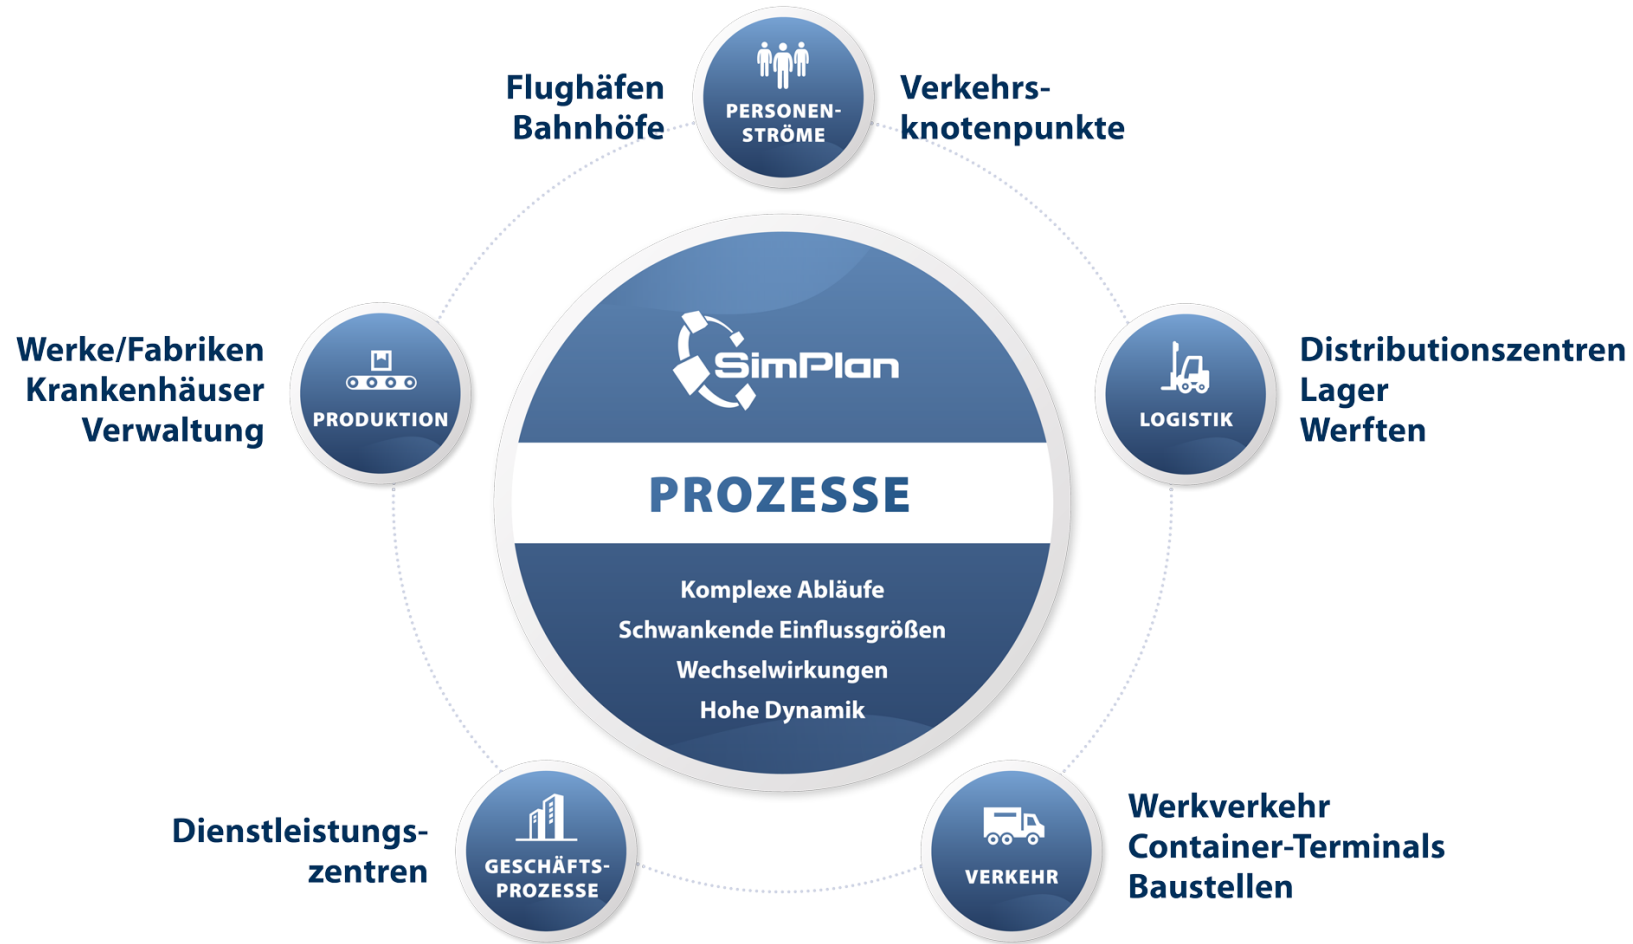 Flughäfen
Bahnhöfe
PERSONEN-
STRÖME
Verkehrs-
knotenpunkte
Werke/Fabriken
Krankenhäuser
Verwaltung
PRODUKTION
SimPlan
PROZESSE
Komplexe Abläufe
Schwankende Einflussgrößen
Wechselwirkungen
Hohe Dynamik
LOGISTIK
Distributionszentren
Lager
Werften
Dienstleistungs-
zentren
GESCHÄFTS-
PROZESSE
VERKEHR
Werkverkehr
Container-Terminals
Baustellen